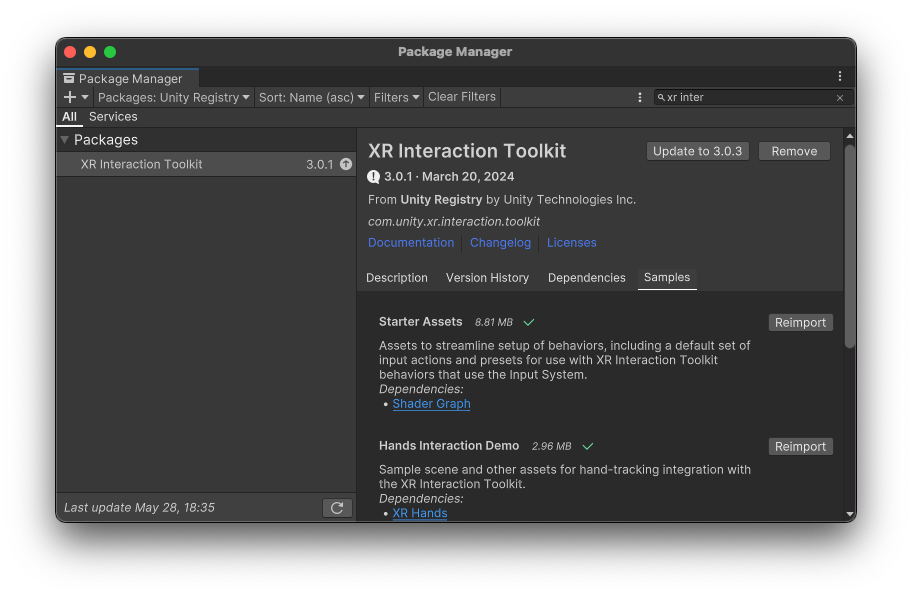 Package Manager
Package Manager
Packages: Unity Registry Sort: Name (asc) Filters Clear Filters xr inter
All Services
Packages
XR Interaction Toolkit 3.0.1
Last update May 28, 18:35
XR Interaction Toolkit Update to 3.0.3 Remove
3.0.1 · March 20, 2024
From Unity Registry by Unity Technologies Inc.
com.unity.xr.interaction.toolkit
Documentation Changelog Licenses
Description Version History Dependencies Samples
Starter Assets 8.81 MB Reimport
Assets to streamline setup of behaviors, including a default set of
input actions and presets for use with XR Interaction Toolkit
behaviors that use the Input System.
Dependencies:
• Shader Graph
Hands Interaction Demo 2.96 MB Reimport
Sample scene and other assets for hand-tracking integration with
the XR Interaction Toolkit.
Dependencies:
• XR Hands